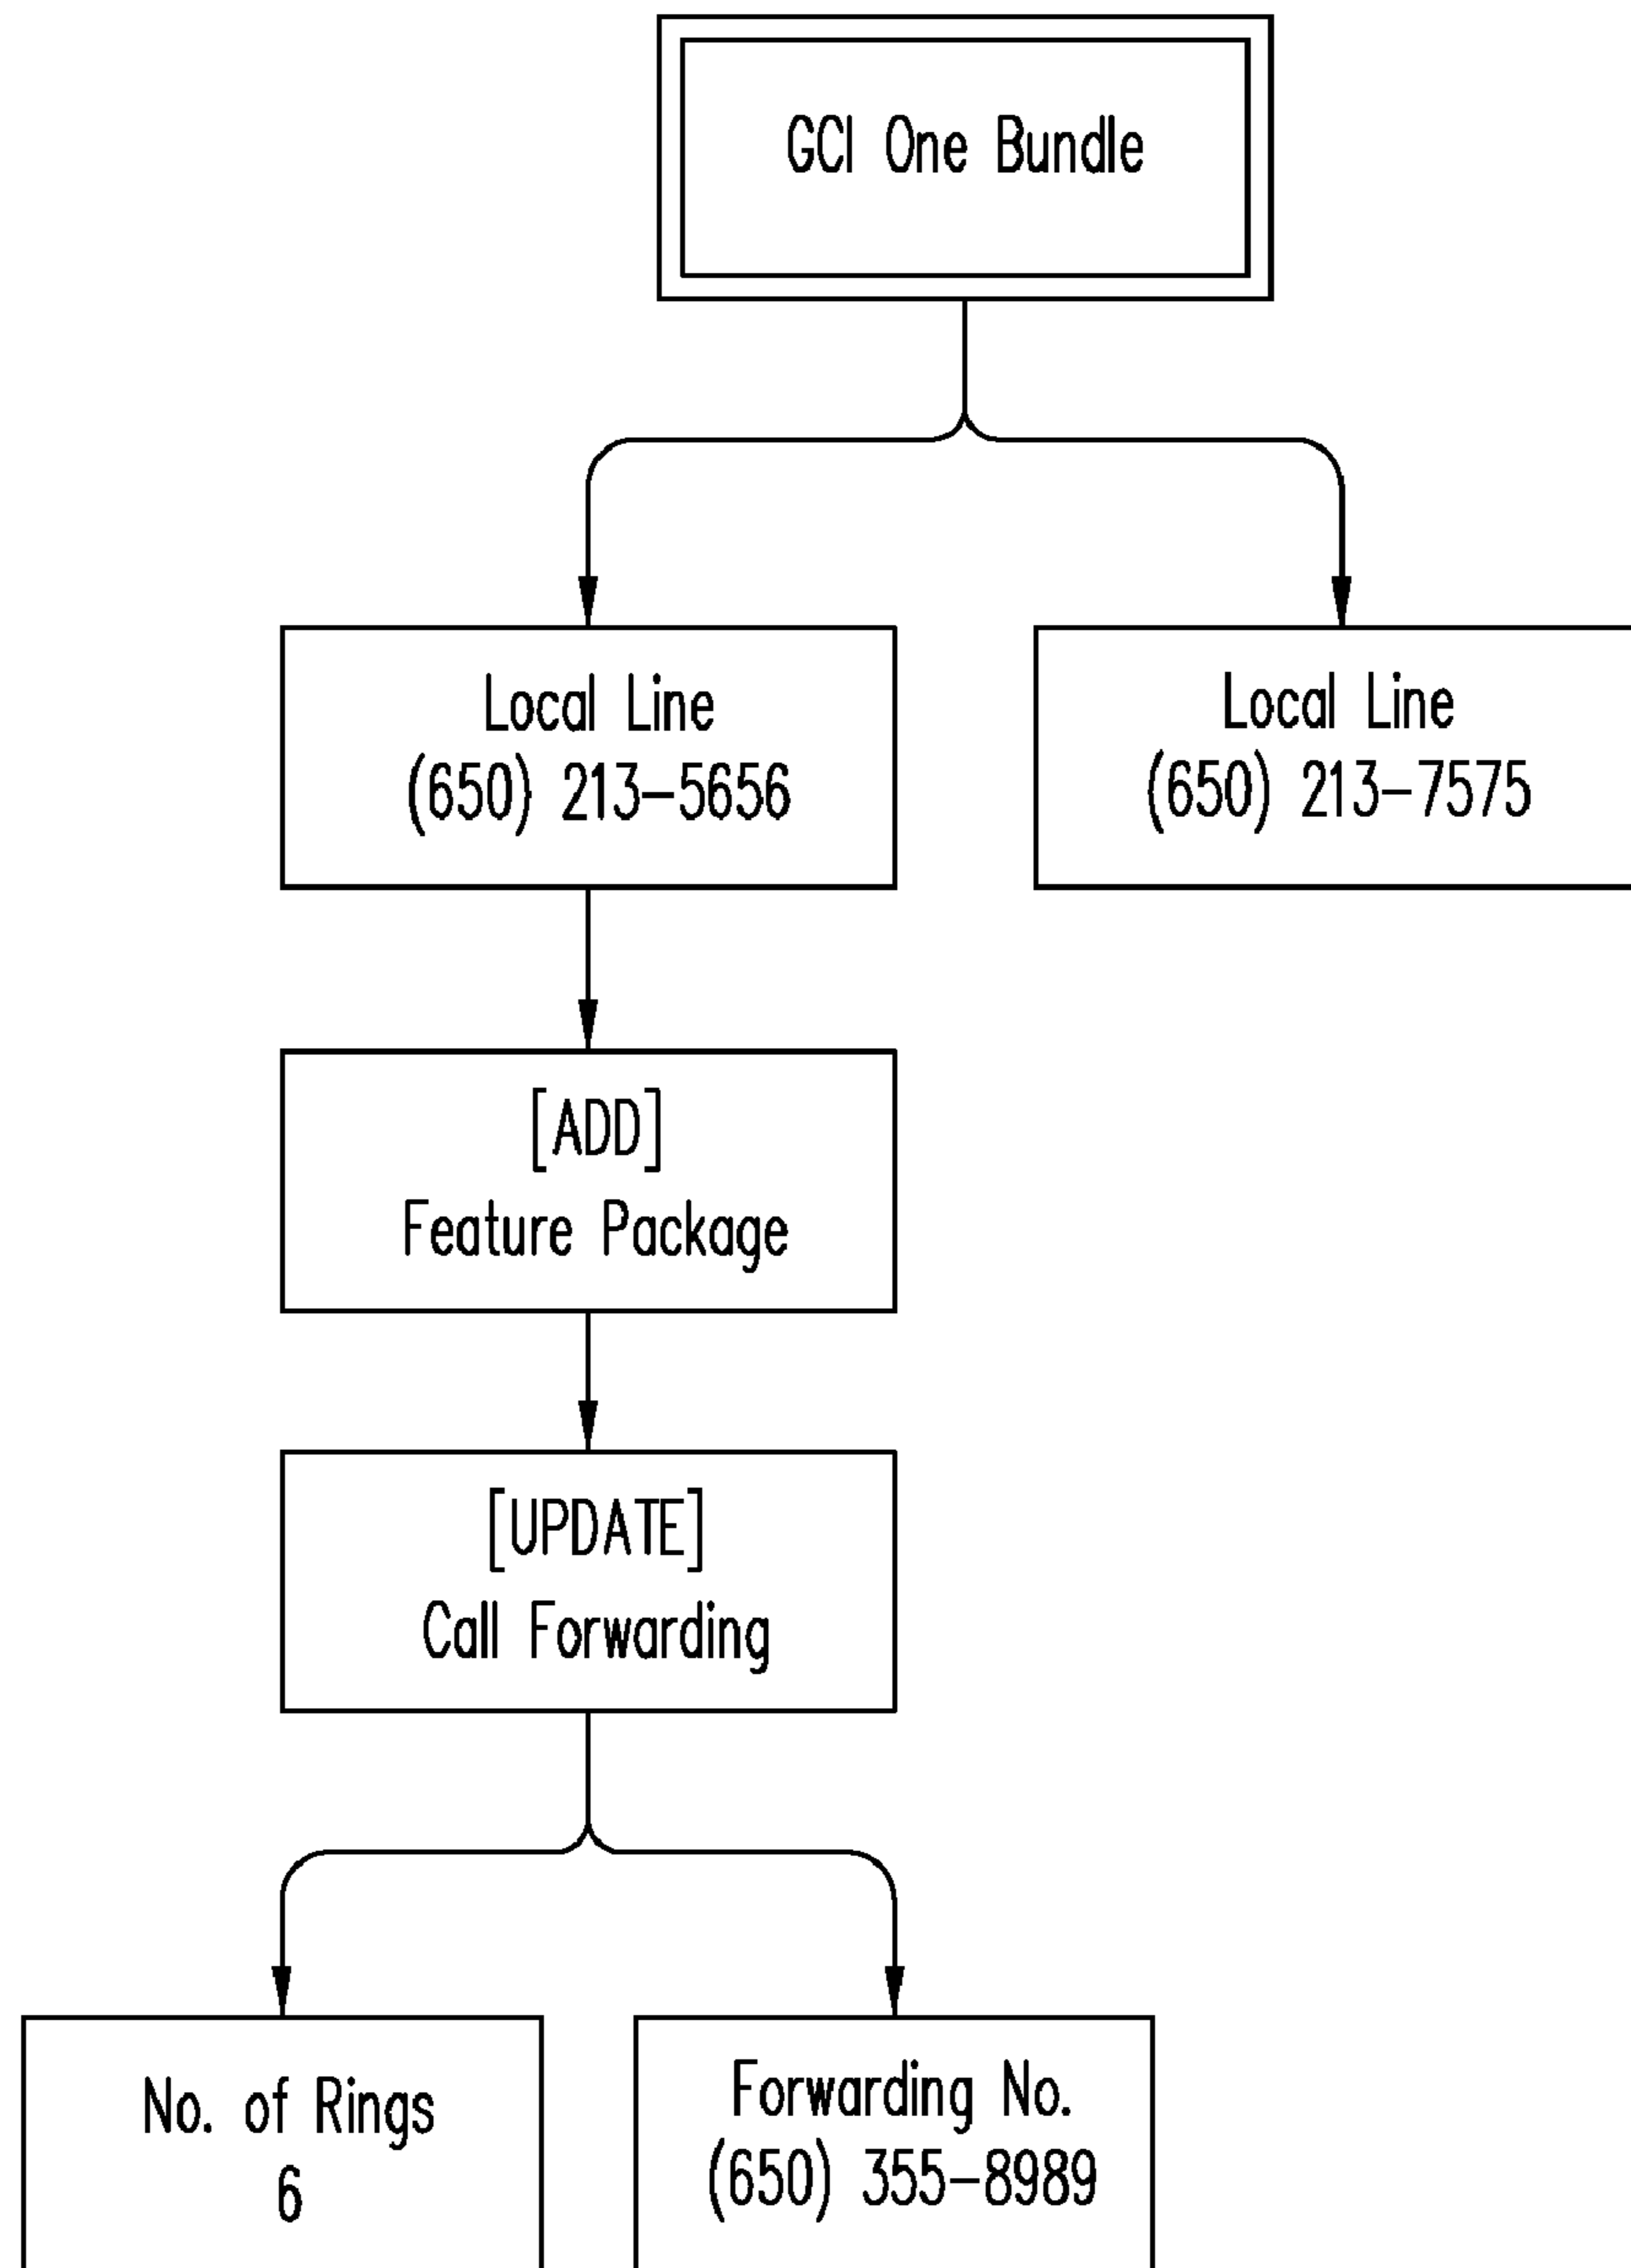 GCI One Bundle
Local Line
(650) 213-5656
Local Line
(650) 213-7575
[ADD]
Feature Package
[UPDATE]
Call Forwarding
No. of Rings
6
Forwarding No.
(650) 355-8989